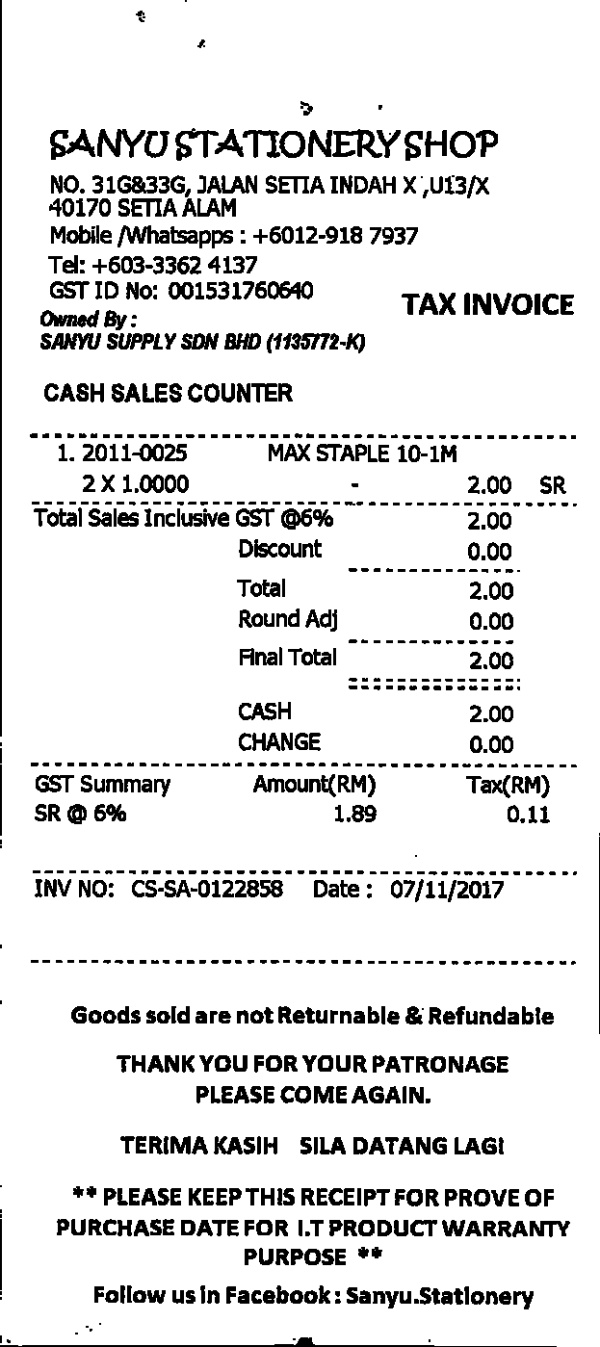 SANYU STATIONERY SHOP
NO. 31G&33G, JALAN SETIA INDAH X ,U13/X
40170 SETIA ALAM
Mobile /Whatsapps : +6012-918 7937
Tel: +603-3362 4137
GST ID No: 001531760640
TAX INVOICE
Owned By :
SANYU SUPPLY SDN BHD (1135772-K)
CASH SALES COUNTER
1. 2011-0025 MAX STAPLE 10-1M
2 X 1.0000 - 2.00 SR
Total Sales Inclusive GST @6% 2.00
Discount 0.00
Total 2.00
Round Adj 0.00
Final Total 2.00
CASH 2.00
CHANGE 0.00
GST Summary Amount(RM) Tax(RM)
SR @ 6% 1.89 0.11
INV NO: CS-SA-0122858 Date : 07/11/2017
Goods sold are not Returnable & Refundable
THANK YOU FOR YOUR PATRONAGE
PLEASE COME AGAIN.
TERIMA KASIH SILA DATANG LAGI
** PLEASE KEEP THIS RECEIPT FOR PROVE OF
PURCHASE DATE FOR I.T PRODUCT WARRANTY
PURPOSE **
Follow us in Facebook : Sanyu.Stationery